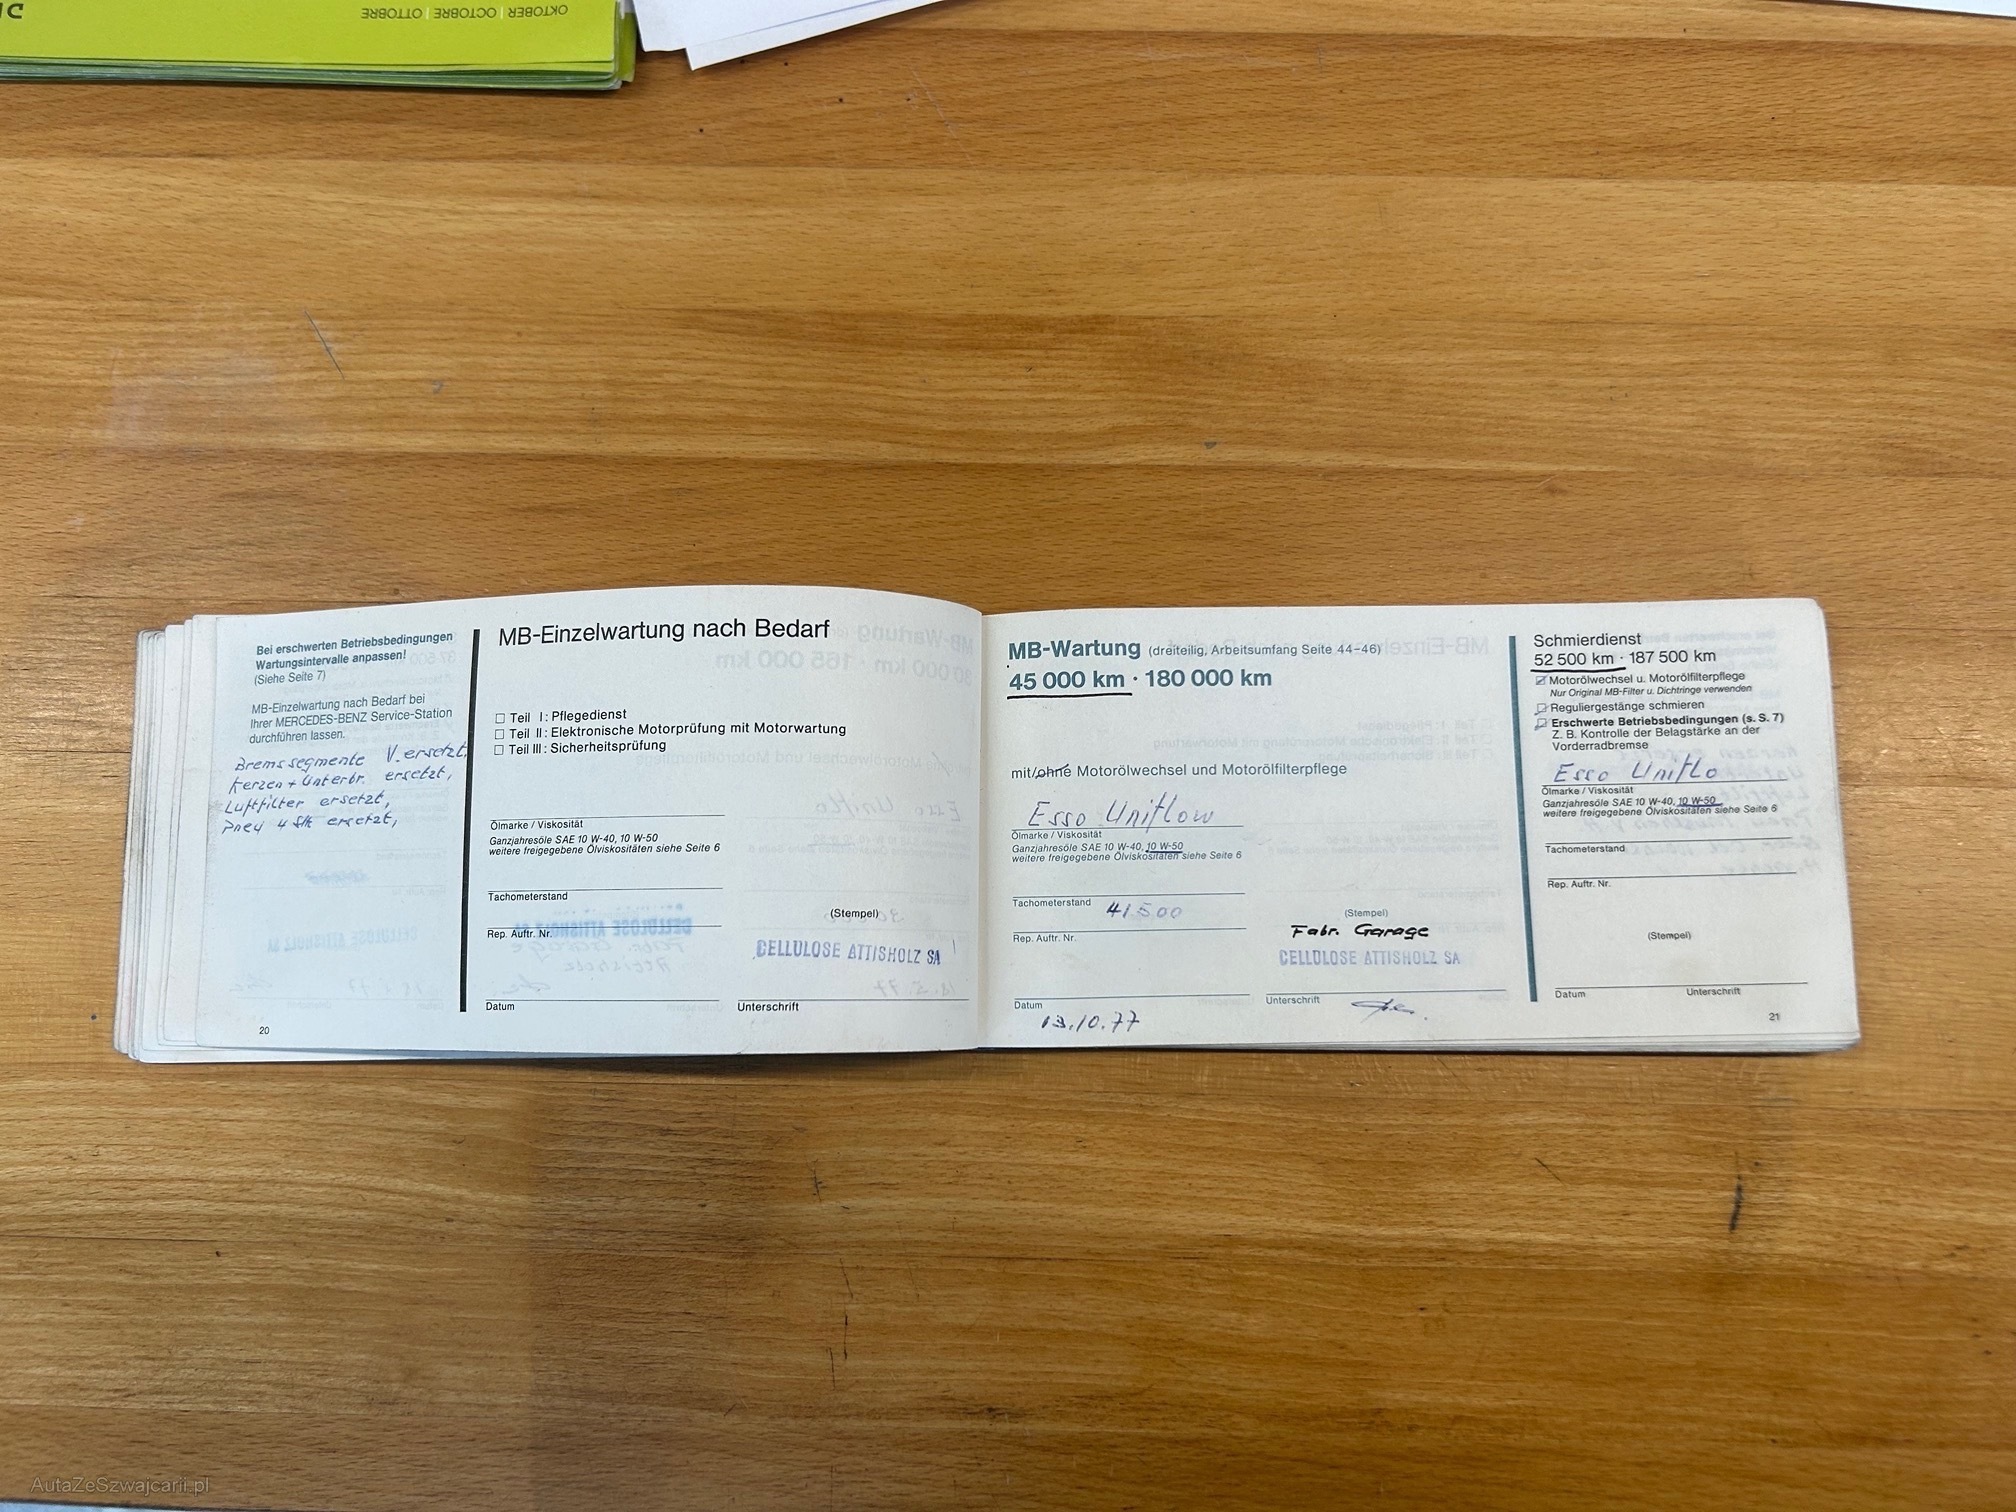 OKTOBER | OCTOBRE | OTTOBRE
Bei erschwerten Betriebsbedingungen
Wartungsintervalle anpassen!
(Siehe Seite 7)
MB-Einzelwartung nach Bedarf bei
Ihrer MERCEDES-BENZ Service-Station
durchführen lassen.
Bremssegmente V. ersetzt,
Kerzen + Unterbr. ersetzt,
Luftfilter ersetzt,
Pneu 4 Stk ersetzt,
20
MB-Einzelwartung nach Bedarf
Teil I: Pflegedienst
Teil II: Elektronische Motorprüfung mit Motorwartung
Teil III: Sicherheitsprüfung
Ölmarke / Viskosität
Ganzjahresöle SAE 10 W-40, 10 W-50
weitere freigegebene Ölviskositäten siehe Seite 6
Tachometerstand
(Stempel)
Rep. Auftr. Nr.
CELLULOSE ATTISHOLZ SA
Datum
Unterschrift
MB-Wartung (dreiteilig, Arbeitsumfang Seite 44-46)
45 000 km · 180 000 km
mit/ohne Motorölwechsel und Motorölfilterpflege
Esso Uniflow
Ölmarke / Viskosität
Ganzjahresöle SAE 10 W-40, 10 W-50
weitere freigegebene Ölviskositäten siehe Seite 6
Tachometerstand 41500
(Stempel)
Rep. Auftr. Nr.
Fabr. Garage
CELLULOSE ATTISHOLZ SA
Datum
Unterschrift
13.10.77
Schmierdienst
52 500 km · 187 500 km
Motorölwechsel u. Motorölfilterpflege
Nur Original MB-Filter u. Dichtringe verwenden
Reguliergestänge schmieren
Erschwerte Betriebsbedingungen (s. S. 7)
Z. B. Kontrolle der Belagstärke an der
Vorderradbremse
Esso Uniflo
Ölmarke / Viskosität
Ganzjahresöle SAE 10 W-40, 10 W-50
weitere freigegebene Ölviskositäten siehe Seite 6
Tachometerstand
Rep. Auftr. Nr.
(Stempel)
Datum
Unterschrift
21
AutaZeSzwajcarii.pl